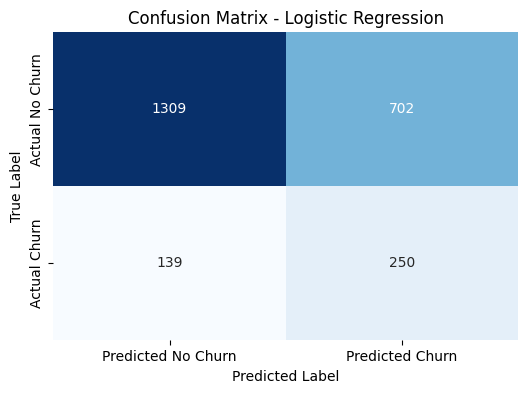 Confusion Matrix - Logistic Regression
True Label
Actual No Churn
1309
702
Actual Churn
139
250
Predicted No Churn
Predicted Churn
Predicted Label